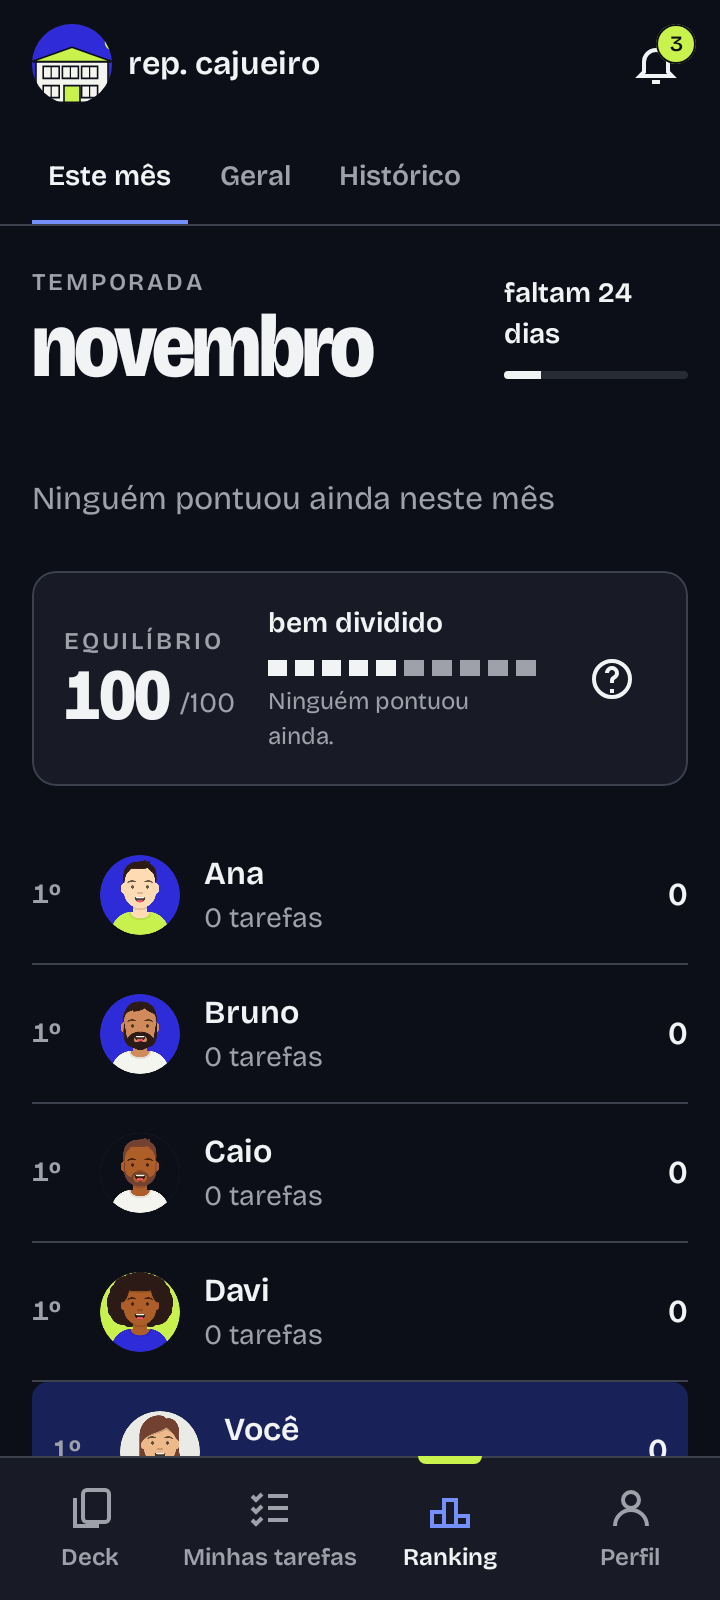 rep. cajueiro
3
Este mês
Geral
Histórico
TEMPORADA
novembro
faltam 24
dias
Ninguém pontuou ainda neste mês
EQUILÍBRIO
100 /100
bem dividido
Ninguém pontuou
ainda.
1º
Ana
0 tarefas
0
1º
Bruno
0 tarefas
0
1º
Caio
0 tarefas
0
1º
Davi
0 tarefas
0
1º
Você
0
Deck
Minhas tarefas
Ranking
Perfil